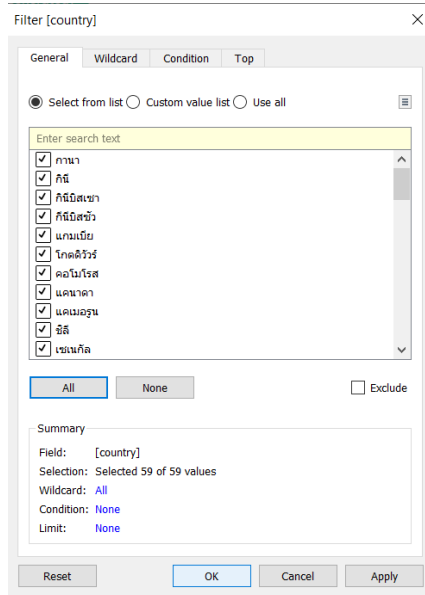 Filter [country]
General Wildcard Condition Top
Select from list Custom value list Use all
Enter search text
กานา
กินี
กินีบิสเซา
กีนีบิสซัว
แกมเบีย
โกตดิวัวร์
คอโมโรส
แคนาดา
แคเมอรูน
ชิลี
เซเนกัล
All None Exclude
Summary
Field: [country]
Selection: Selected 59 of 59 values
Wildcard: All
Condition: None
Limit: None
Reset OK Cancel Apply